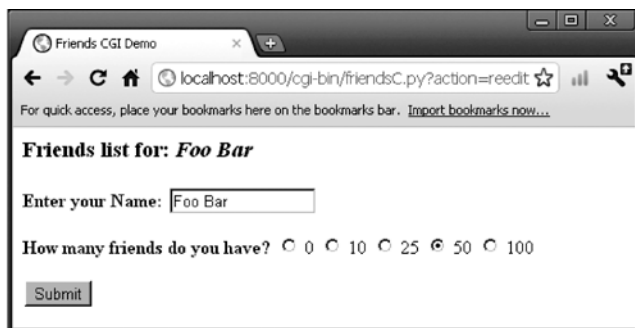 Friends CGI Demo
localhost:8000/cgi-bin/friendsC.py?action=reedit
For quick access, place your bookmarks here on the bookmarks bar. Import bookmarks now...
Friends list for: Foo Bar
Enter your Name: Foo Bar
How many friends do you have? 0 10 25 50 100
Submit